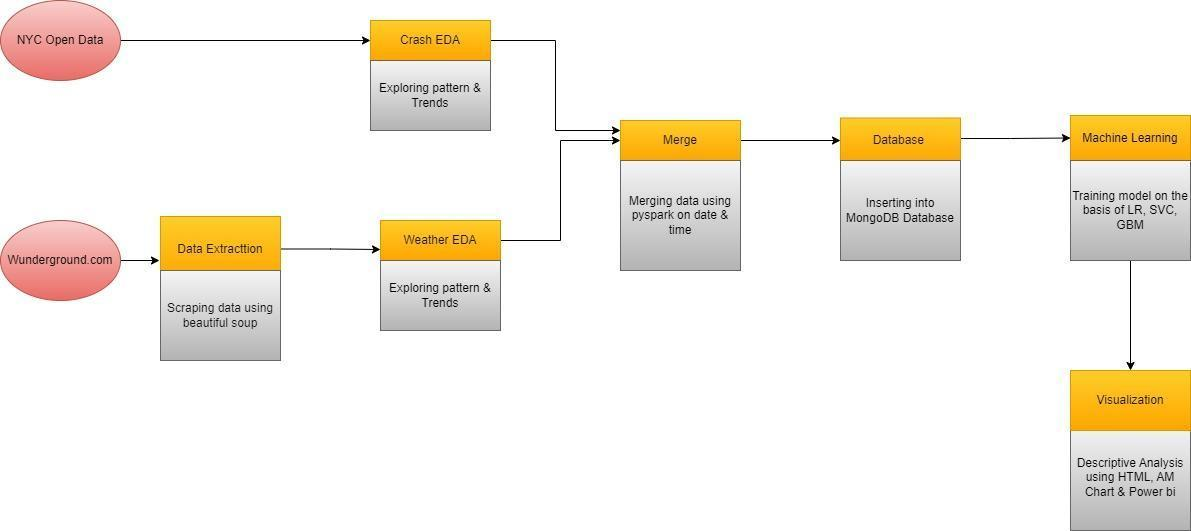 NYC Open Data
Crash EDA
Exploring pattern &
Trends
Wunderground.com
Data Extracttion
Scraping data using
beautiful soup
Weather EDA
Exploring pattern &
Trends
Merge
Merging data using
pyspark on date &
time
Database
Inserting into
MongoDB Database
Machine Learning
Training model on the
basis of LR, SVC,
GBM
Visualization
Descriptive Analysis
using HTML, AM
Chart & Power bi